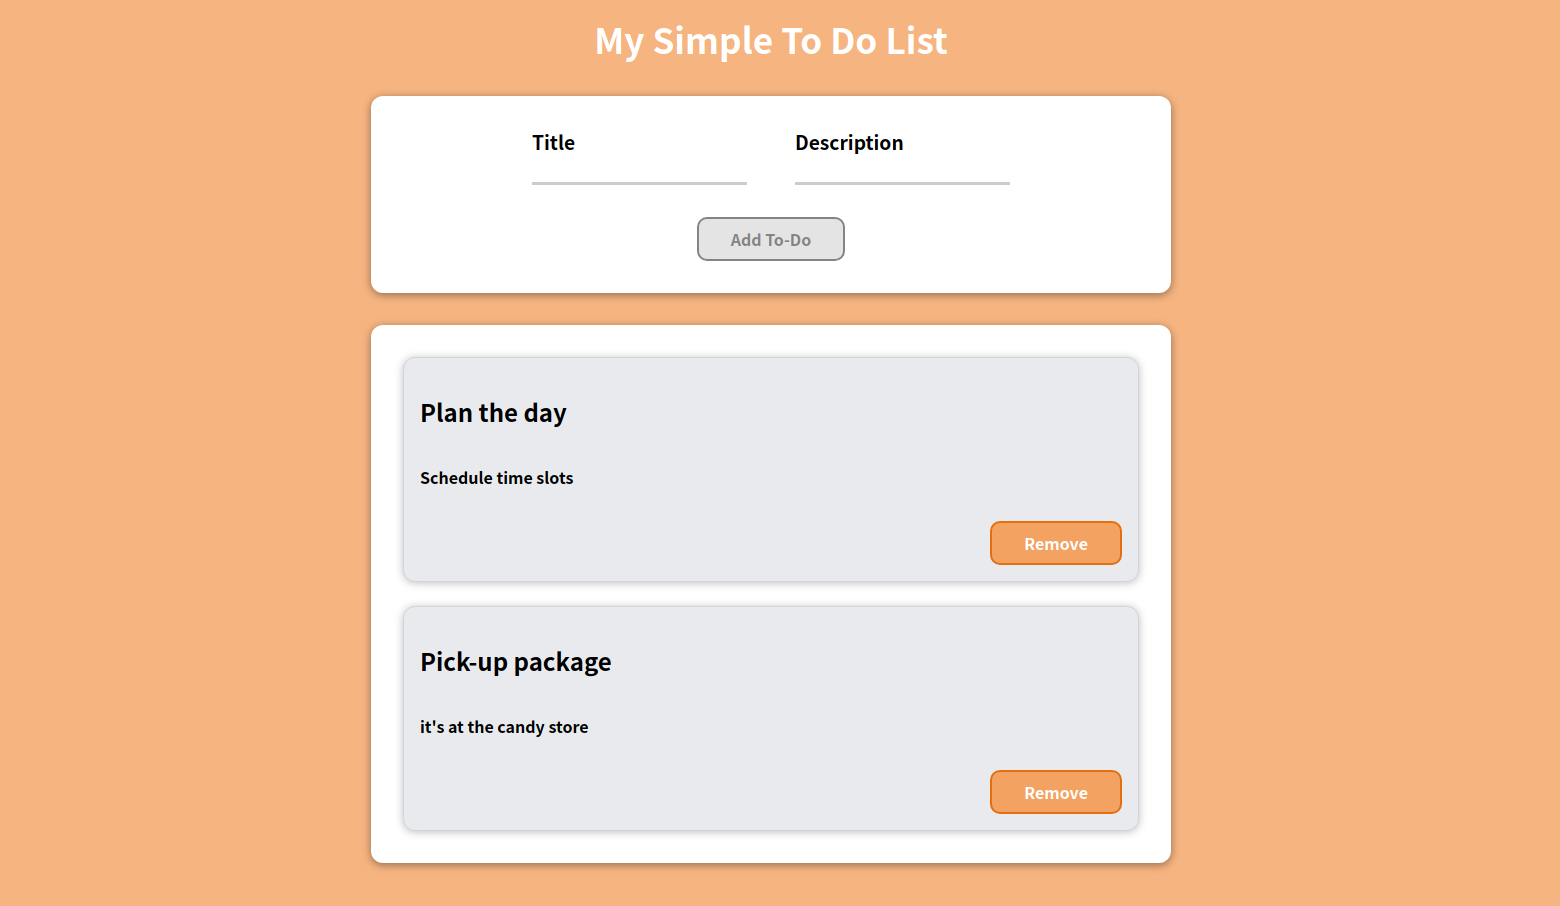 My Simple To Do List
Title
Description
Add To-Do
Plan the day
Schedule time slots
Remove
Pick-up package
it's at the candy store
Remove